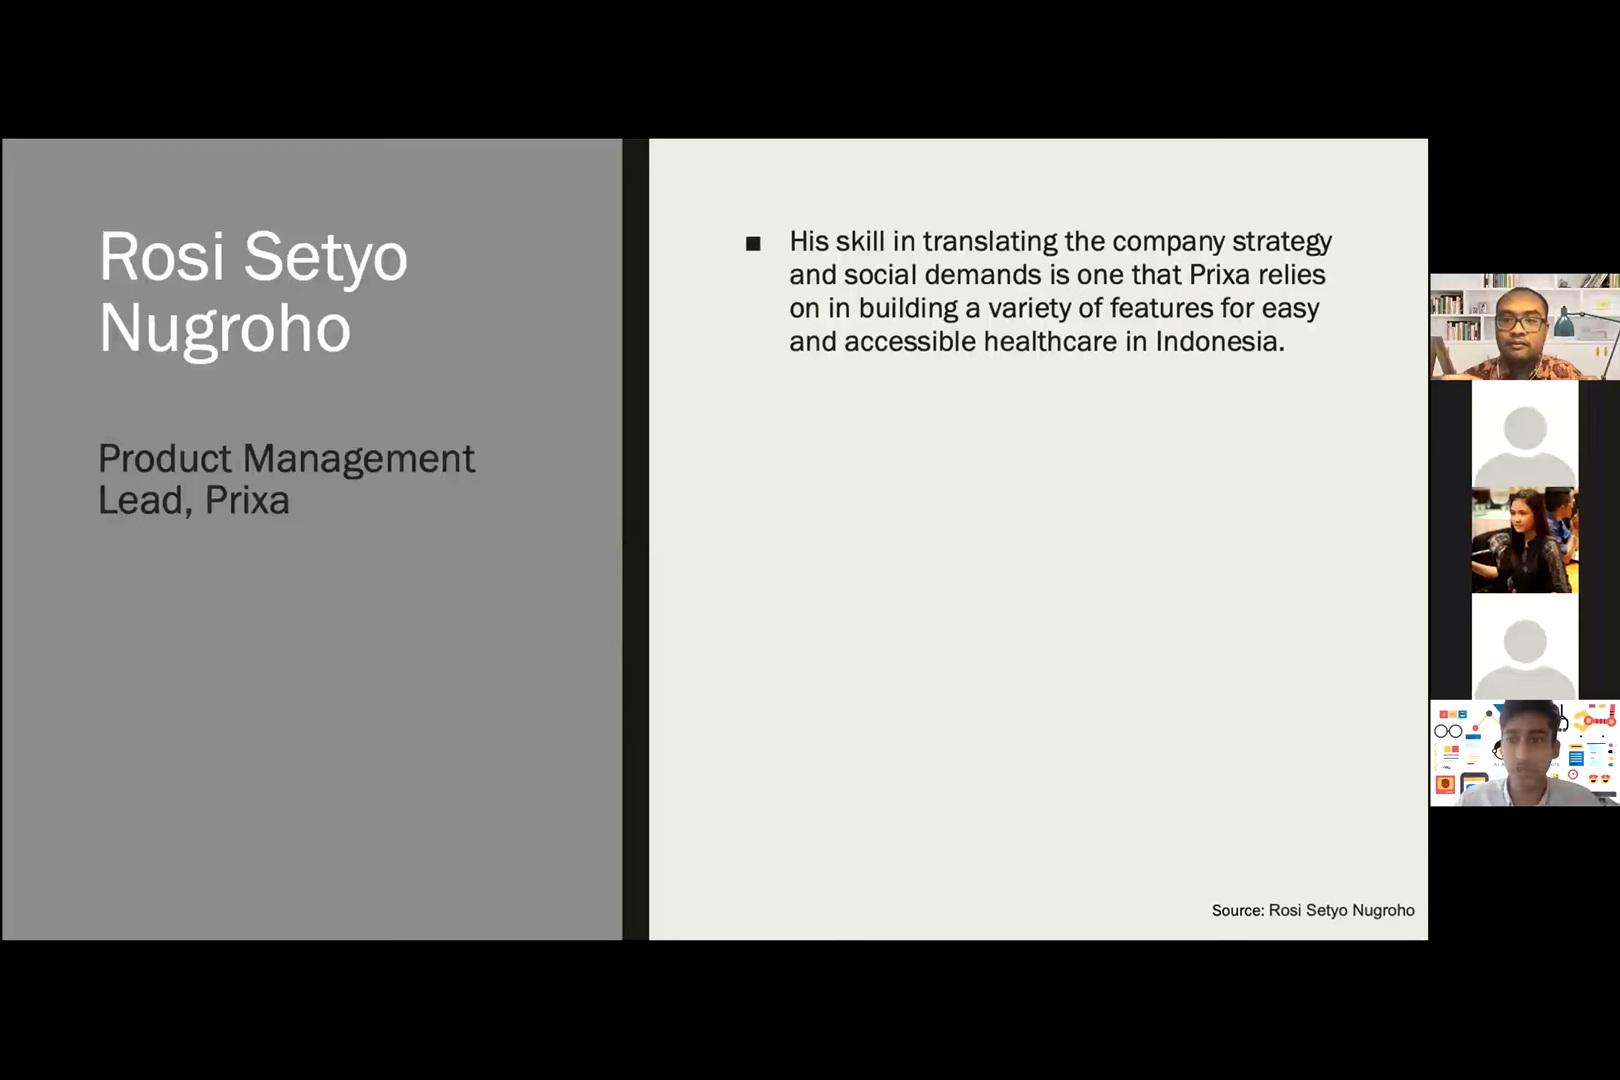 Rosi Setyo
Nugroho
Product Management
Lead, Prixa
■ His skill in translating the company strategy
and social demands is one that Prixa relies
on in building a variety of features for easy
and accessible healthcare in Indonesia.
Source: Rosi Setyo Nugroho